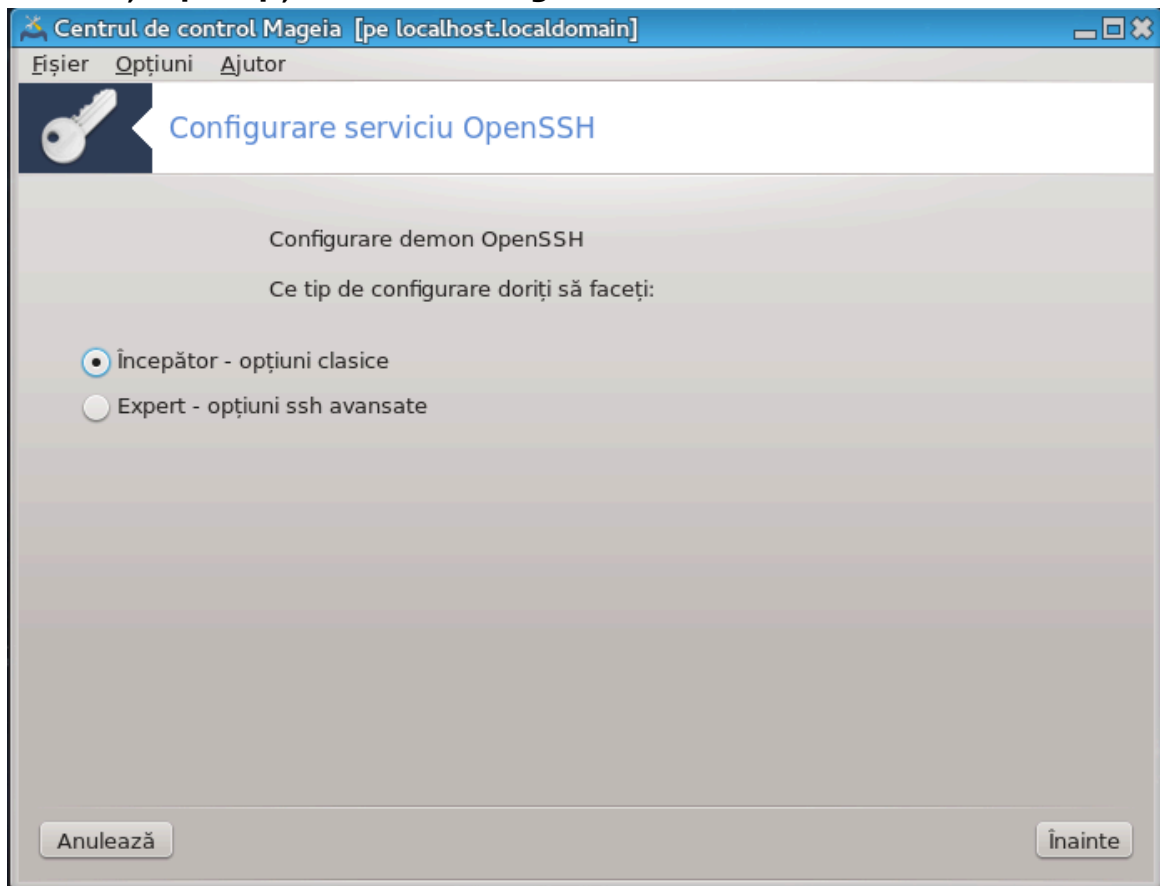 Centrul de control Mageia [pe localhost.localdomain]
Fișier Opțiuni Ajutor
Configurare serviciu OpenSSH
Configurare demon OpenSSH
Ce tip de configurare doriți să faceți:
Începător - opțiuni clasice
Expert - opțiuni ssh avansate
Anulează Înainte